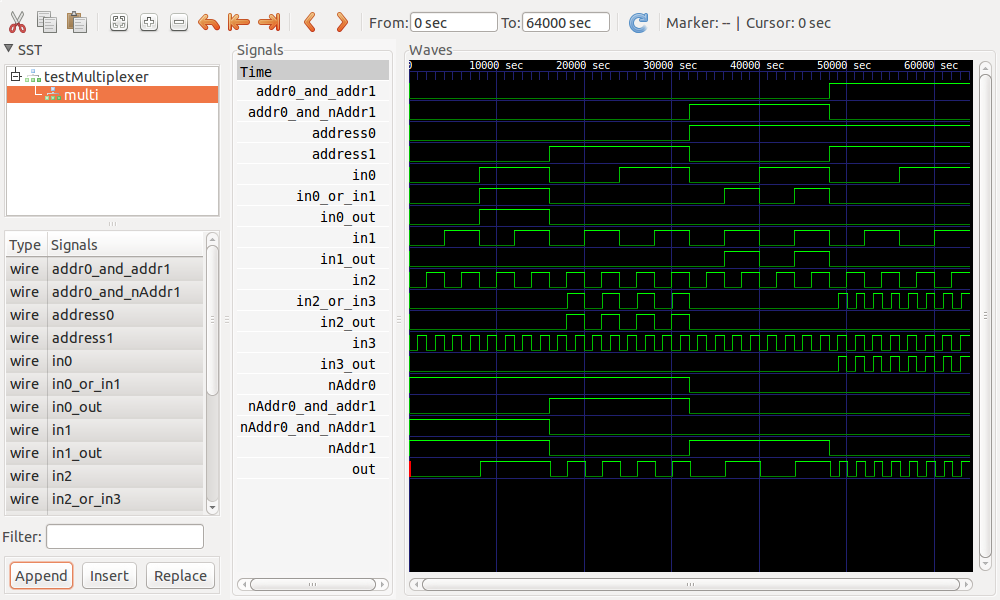 From: 0 sec To: 64000 sec Marker: -- | Cursor: 0 sec
SST
testMultiplexer
multi
Type Signals
wire addr0_and_addr1
wire addr0_and_nAddr1
wire address0
wire address1
wire in0
wire in0_or_in1
wire in0_out
wire in1
wire in1_out
wire in2
wire in2_or_in3
Filter:
Append Insert Replace
Signals
Time
addr0_and_addr1
addr0_and_nAddr1
address0
address1
in0
in0_or_in1
in0_out
in1
in1_out
in2
in2_or_in3
in2_out
in3
in3_out
nAddr0
nAddr0_and_addr1
nAddr0_and_nAddr1
nAddr1
out
Waves
10000 sec 20000 sec 30000 sec 40000 sec 50000 sec 60000 sec